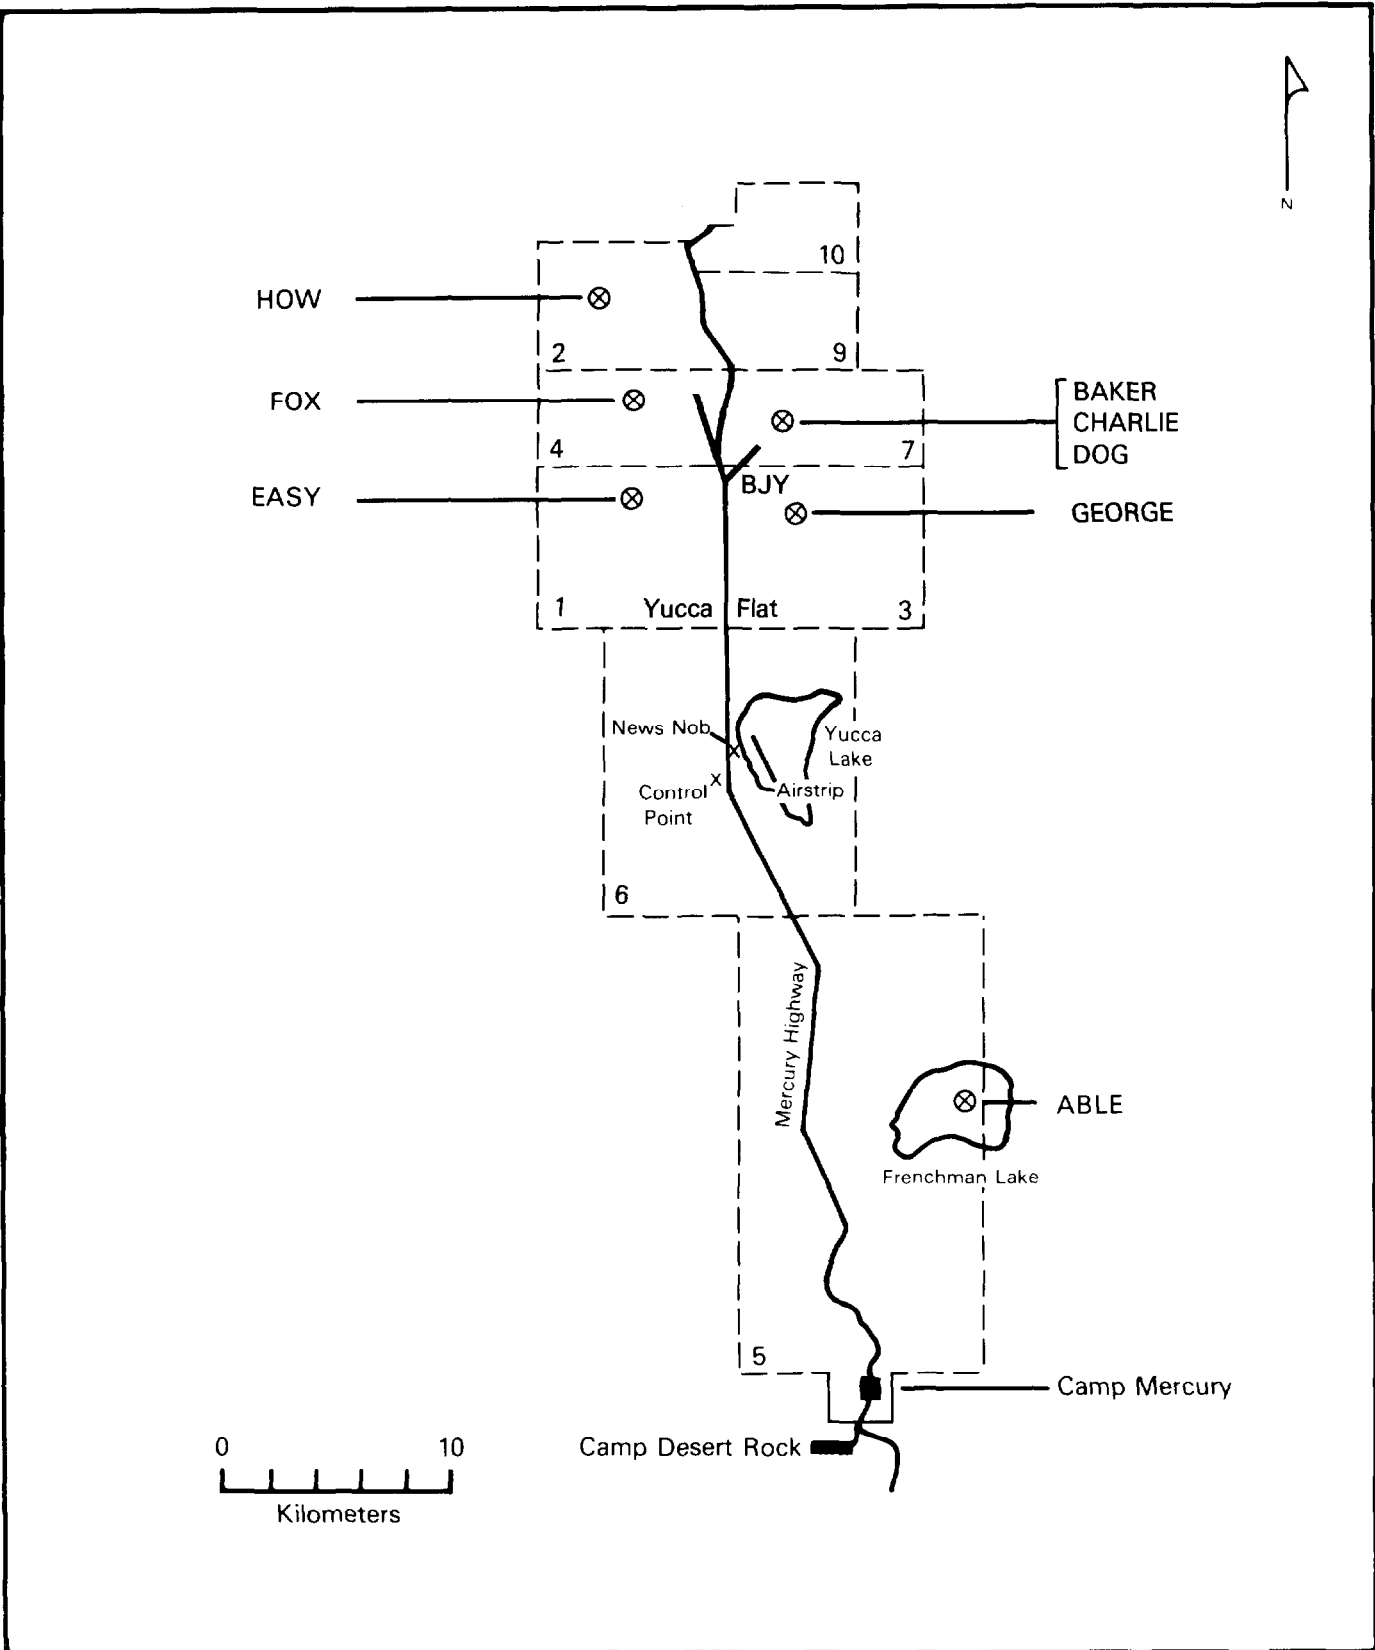 N
10
HOW
2
9
FOX
BAKER
CHARLIE
DOG
4
7
EASY
BJY
GEORGE
1
Yucca Flat
3
News Nob
Yucca
Lake
Control
Point
Airstrip
6
Mercury Highway
ABLE
Frenchman Lake
5
Camp Mercury
Camp Desert Rock
0 10
Kilometers